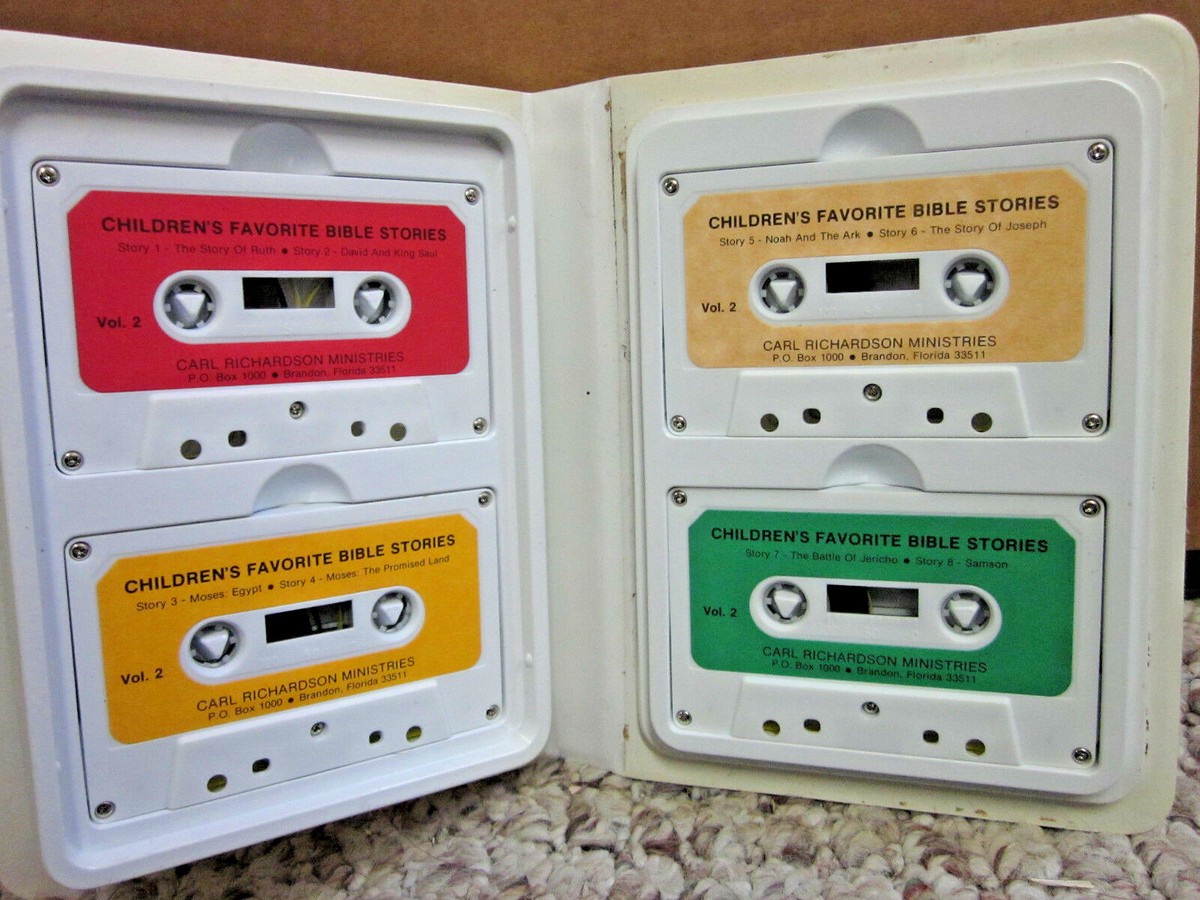 CHILDREN'S FAVORITE BIBLE STORIES
Story 1 - The Story Of Ruth ● Story 2 - David And King Saul
Vol. 2
CARL RICHARDSON MINISTRIES
P.O. Box 1000 ● Brandon, Florida 33511
CHILDREN'S FAVORITE BIBLE STORIES
Story 3 - Moses: Egypt ● Story 4 - Moses: The Promised Land
Vol. 2
CARL RICHARDSON MINISTRIES
P.O. Box 1000 ● Brandon, Florida 33511
CHILDREN'S FAVORITE BIBLE STORIES
Story 5 - Noah And The Ark ● Story 6 - The Story Of Joseph
Vol. 2
CARL RICHARDSON MINISTRIES
P.O. Box 1000 ● Brandon, Florida 33511
CHILDREN'S FAVORITE BIBLE STORIES
Story 7 - The Battle Of Jericho ● Story 8 - Samson
Vol. 2
CARL RICHARDSON MINISTRIES
P.O. Box 1000 ● Brandon, Florida 33511